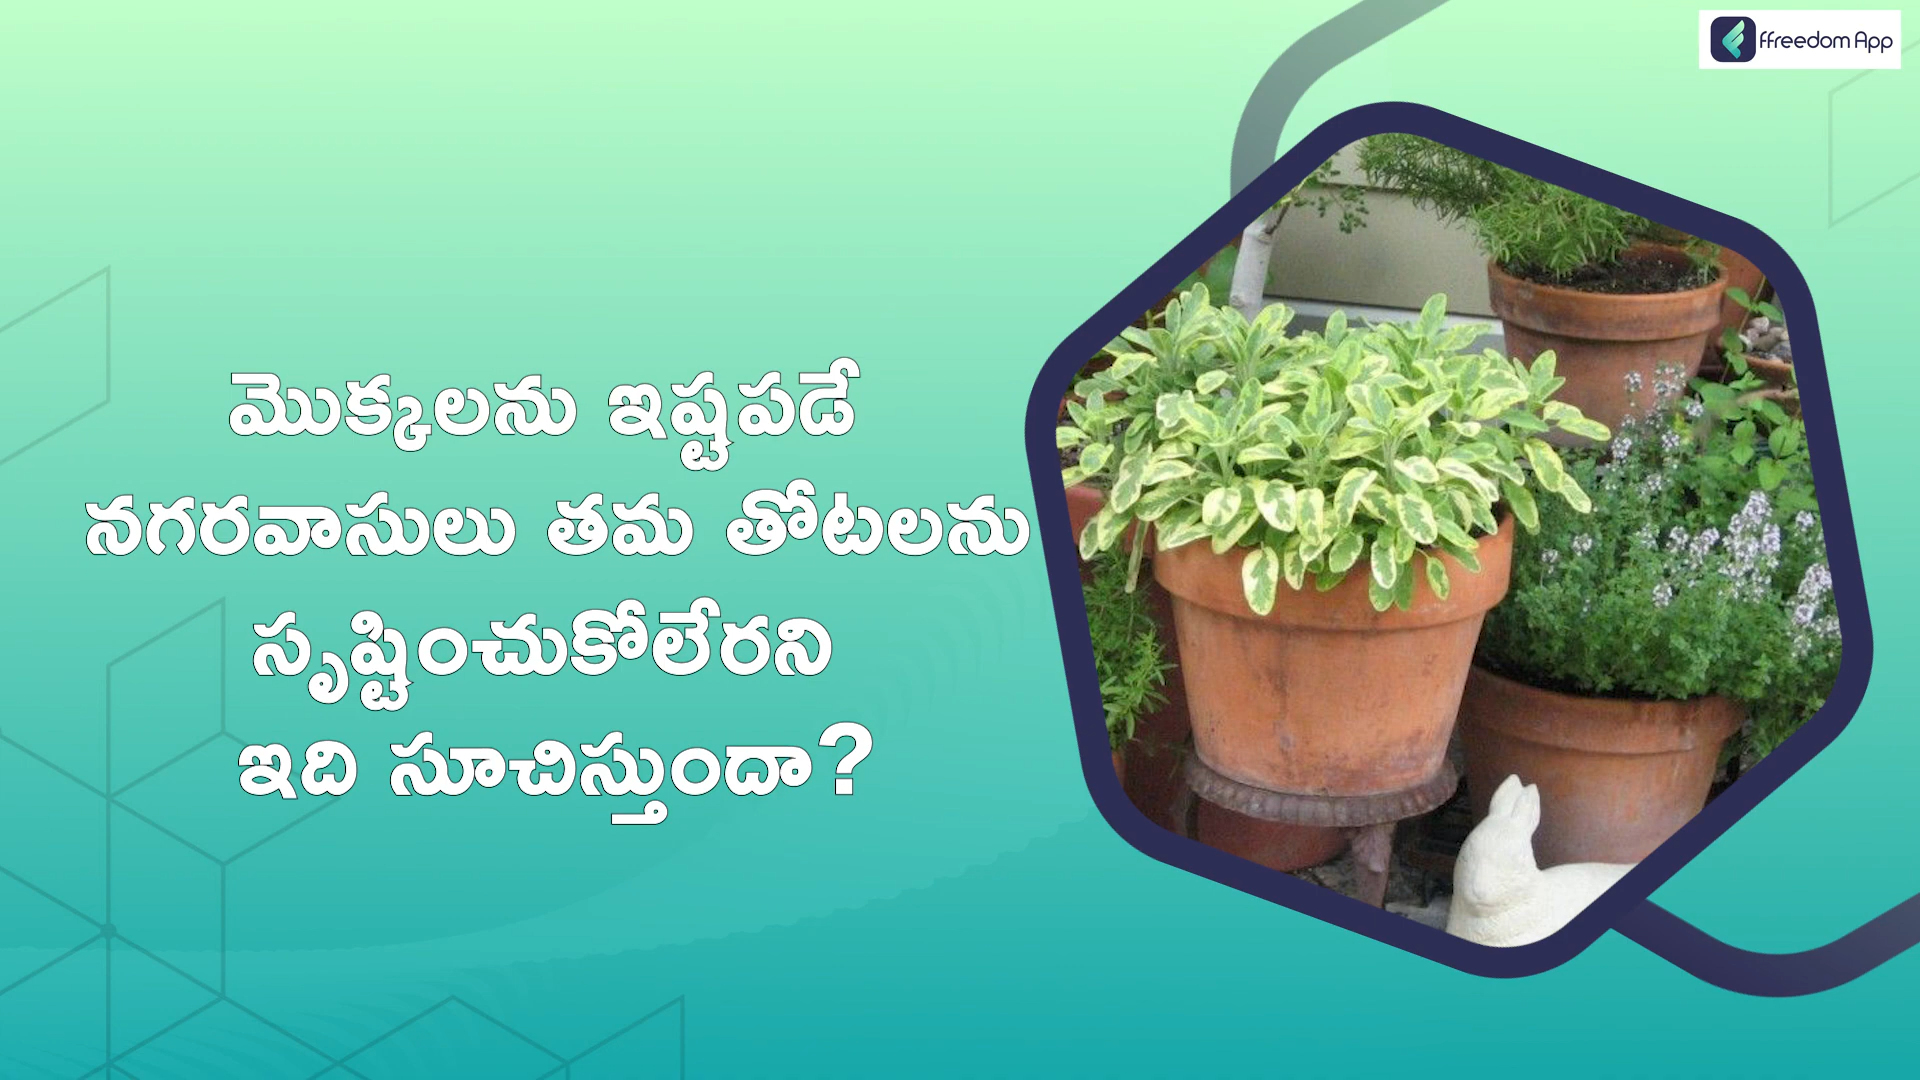 ffreedom App
మొక్కలను ఇష్టపడే
నగరవాసులు తమ తోటలను
సృష్టించుకోలేరని
ఇది సూచిస్తుందా?